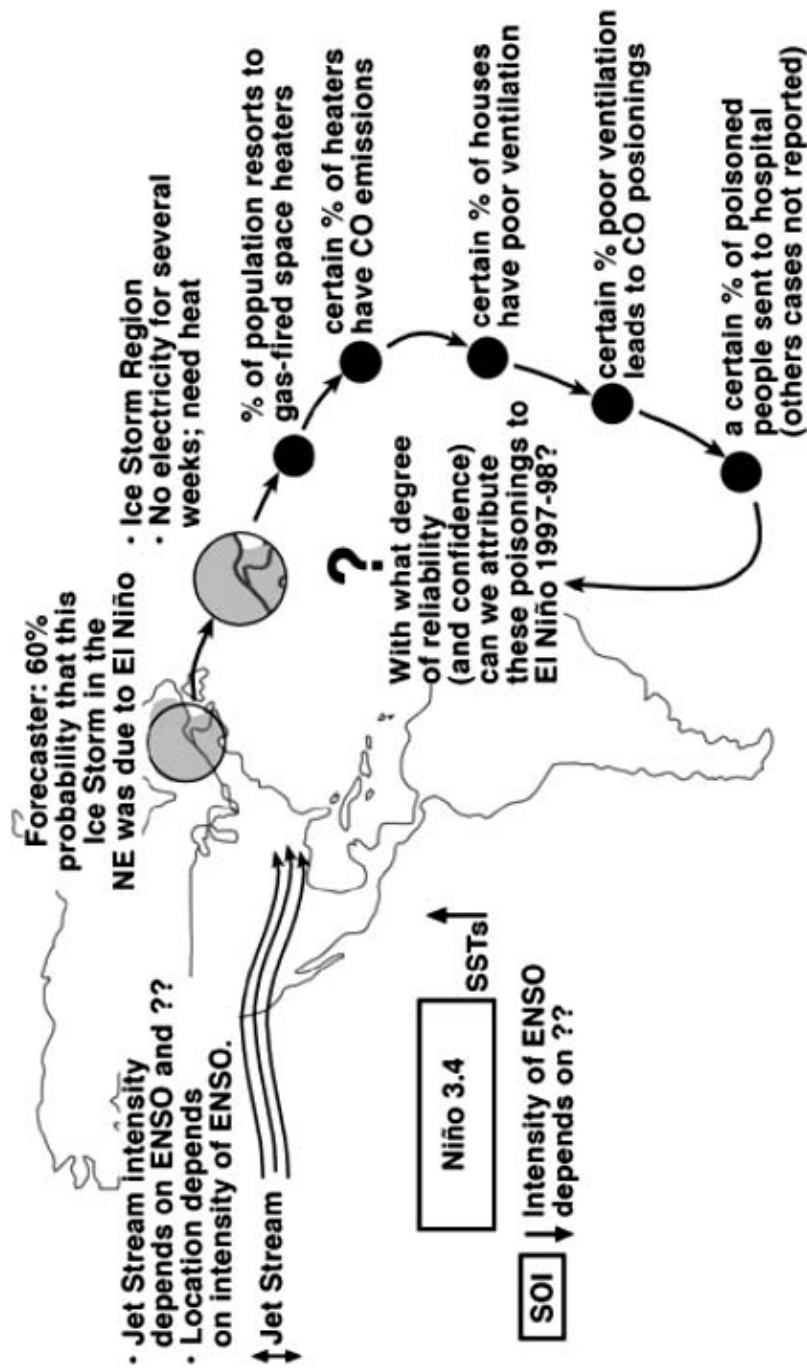 Forecaster: 60%
probability that this
Ice Storm in the
NE was due to El Niño
• Ice Storm Region
• No electricity for several
weeks; need heat
% of population resorts to
gas-fired space heaters
certain % of heaters
have CO emissions
certain % of houses
have poor ventilation
certain % poor ventilation
leads to CO posionings
a certain % of poisoned
people sent to hospital
(others cases not reported)
?
With what degree
of reliability
(and confidence)
can we attribute
these poisonings to
El Niño 1997-98?
• Jet Stream intensity
depends on ENSO and ??
• Location depends
on intensity of ENSO.
Jet Stream
Niño 3.4
SSTs
SOI
Intensity of ENSO
depends on ??